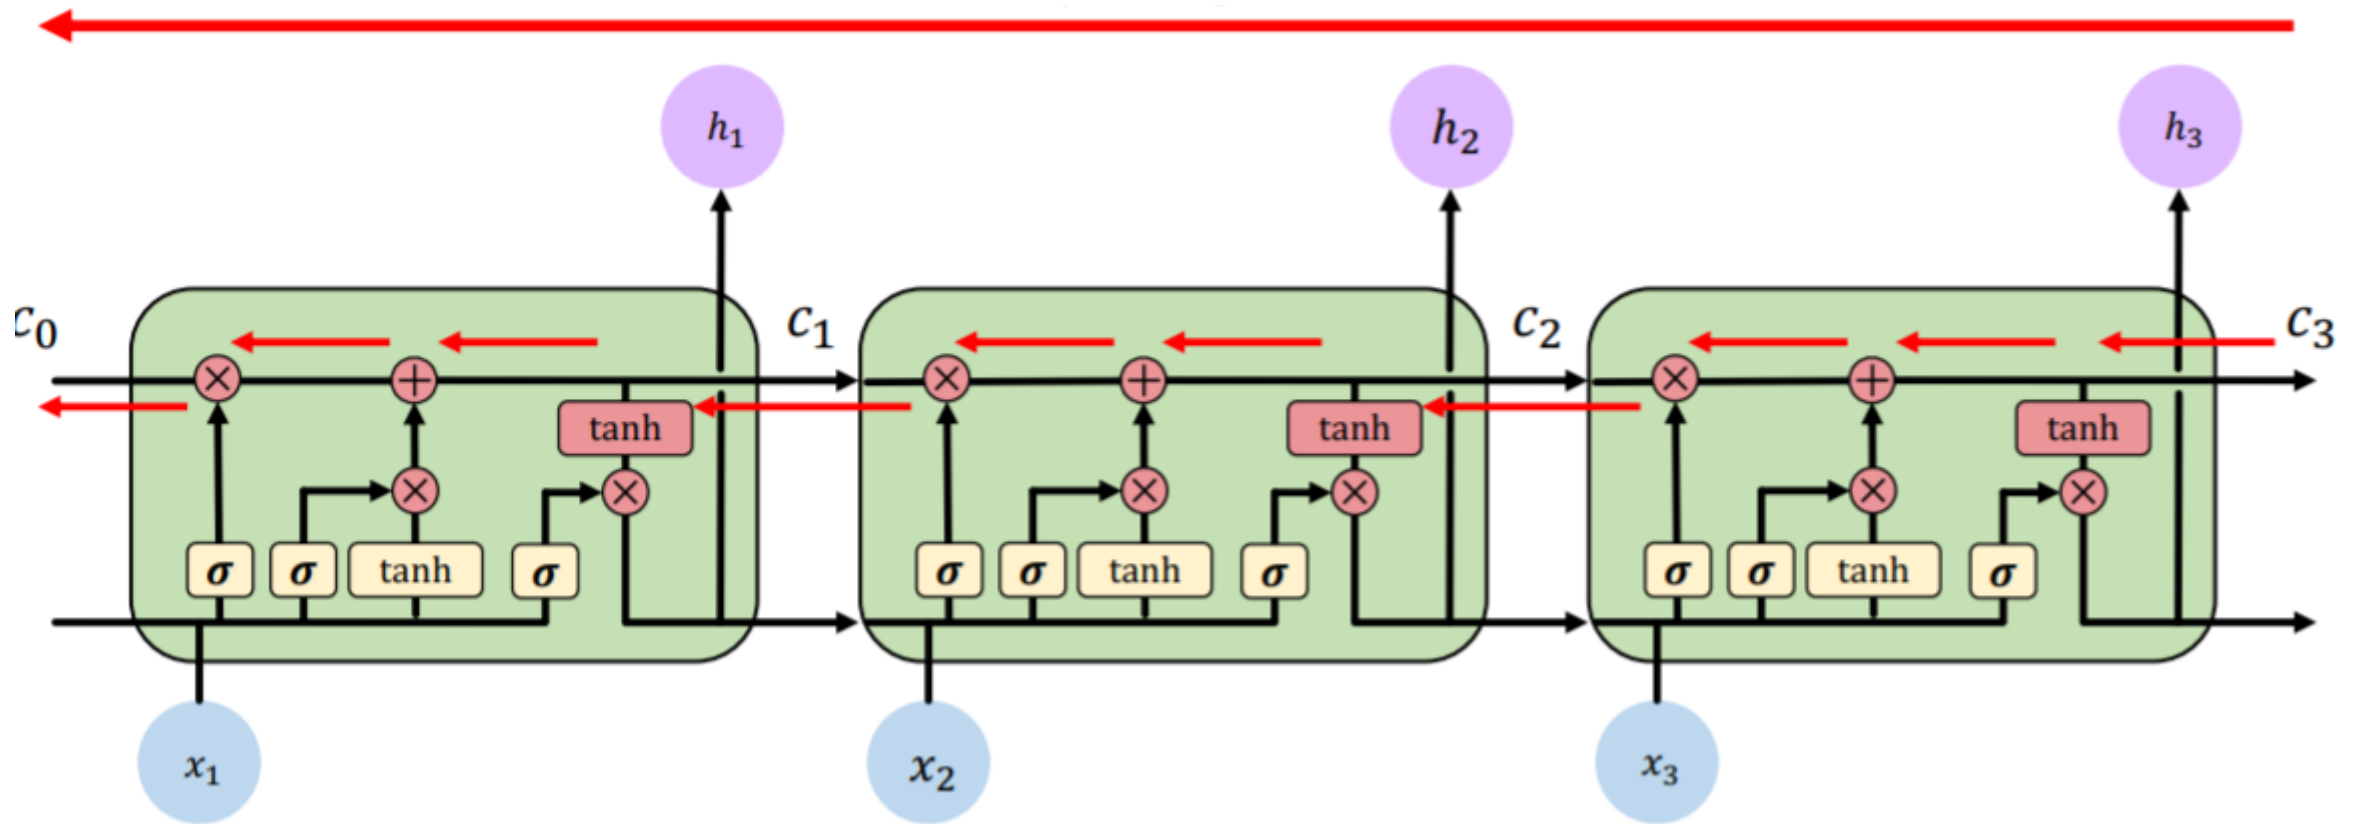 h₁ h₂ h₃
c₀ c₁ c₂ c₃
tanh tanh tanh
σ σ tanh σ σ σ tanh σ σ σ tanh σ
x₁ x₂ x₃